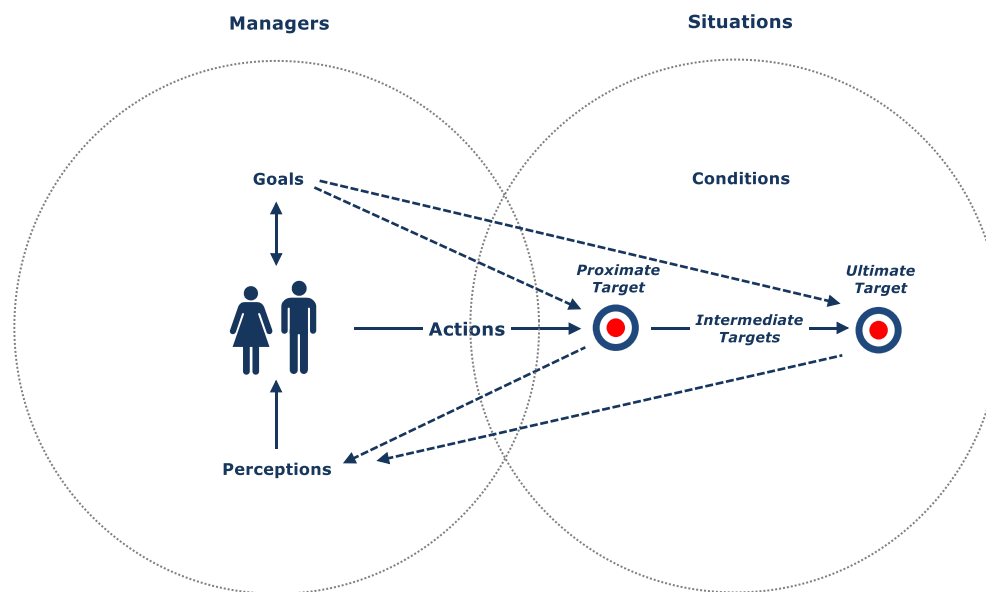 Managers
Situations
Goals
Conditions
Proximate
Target
Ultimate
Target
Actions
Intermediate
Targets
Perceptions